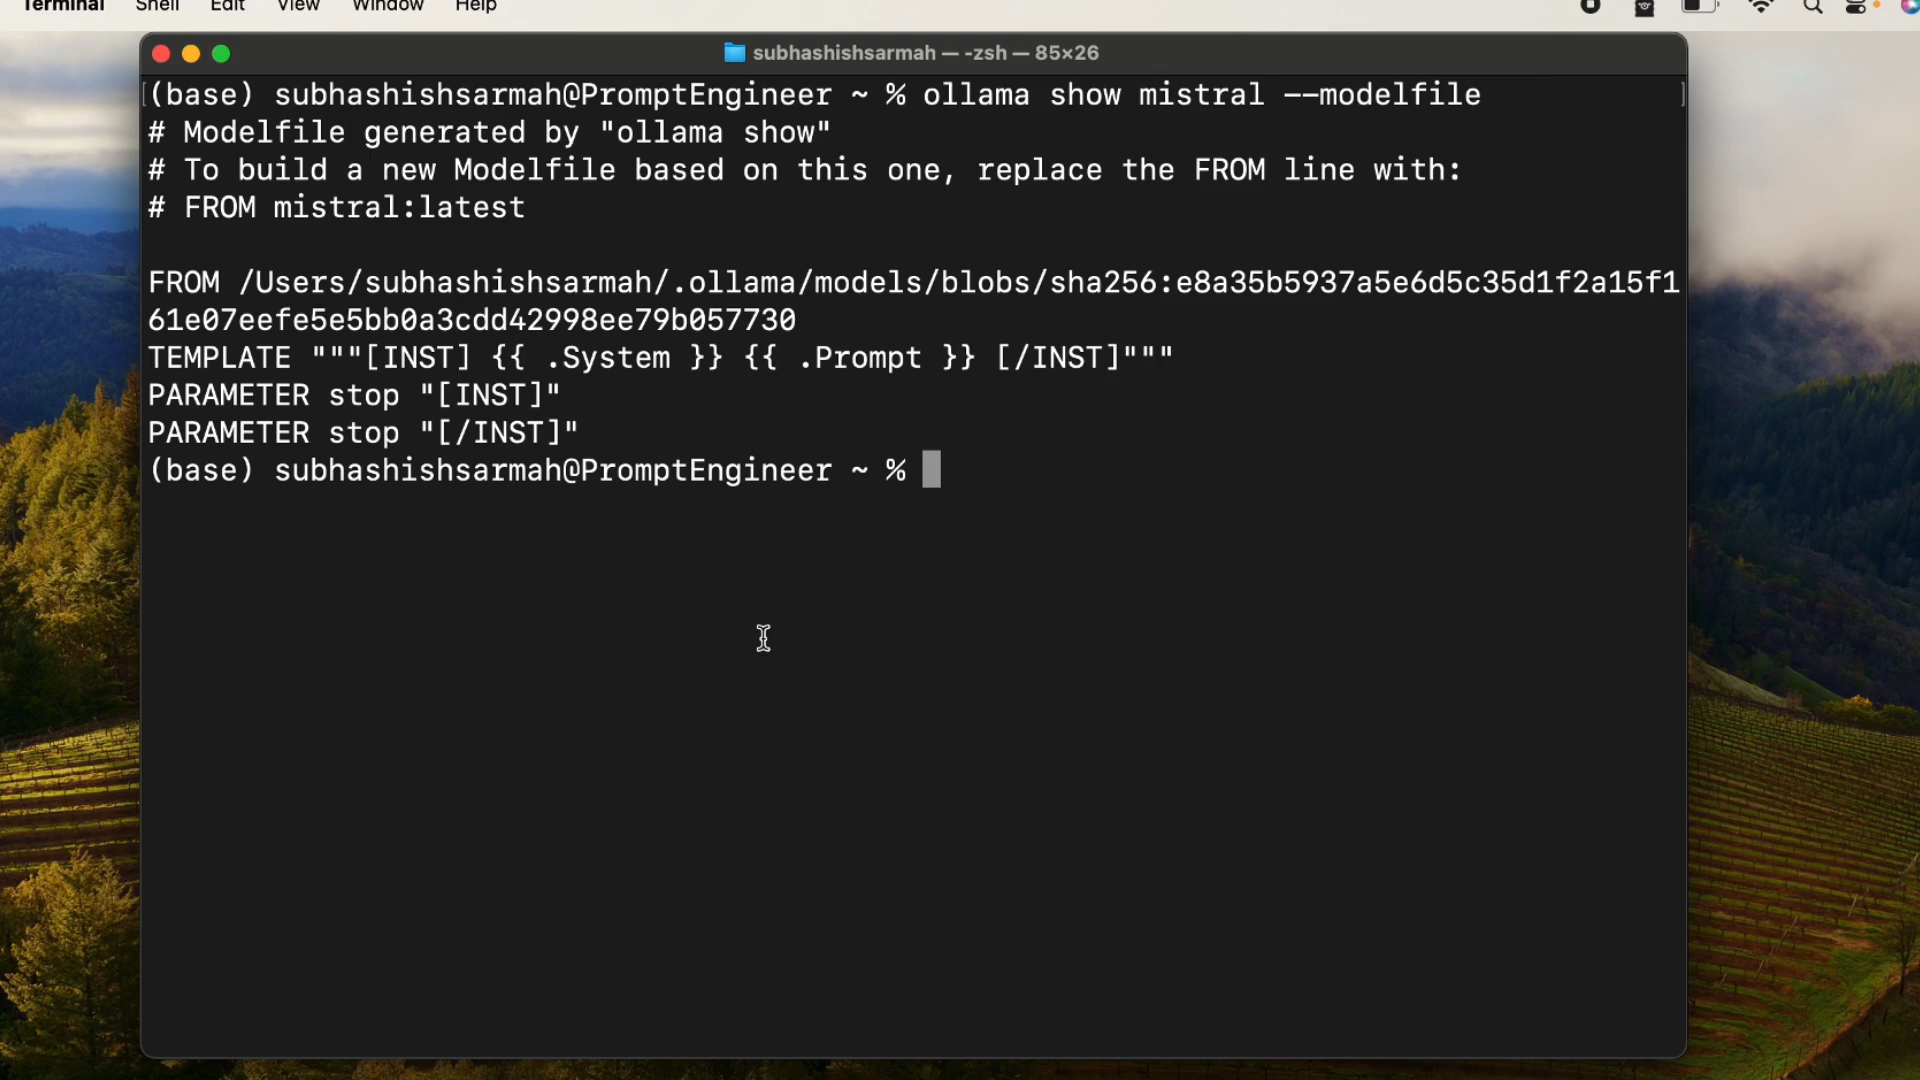 Terminal Shell Edit View Window Help
subhashishsarmah — -zsh — 85×26
(base) subhashishsarmah@PromptEngineer ~ % ollama show mistral --modelfile
# Modelfile generated by "ollama show"
# To build a new Modelfile based on this one, replace the FROM line with:
# FROM mistral:latest
FROM /Users/subhashishsarmah/.ollama/models/blobs/sha256:e8a35b5937a5e6d5c35d1f2a15f1
61e07eefe5e5bb0a3cdd42998ee79b057730
TEMPLATE """[INST] {{ .System }} {{ .Prompt }} [/INST]"""
PARAMETER stop "[INST]"
PARAMETER stop "[/INST]"
(base) subhashishsarmah@PromptEngineer ~ %